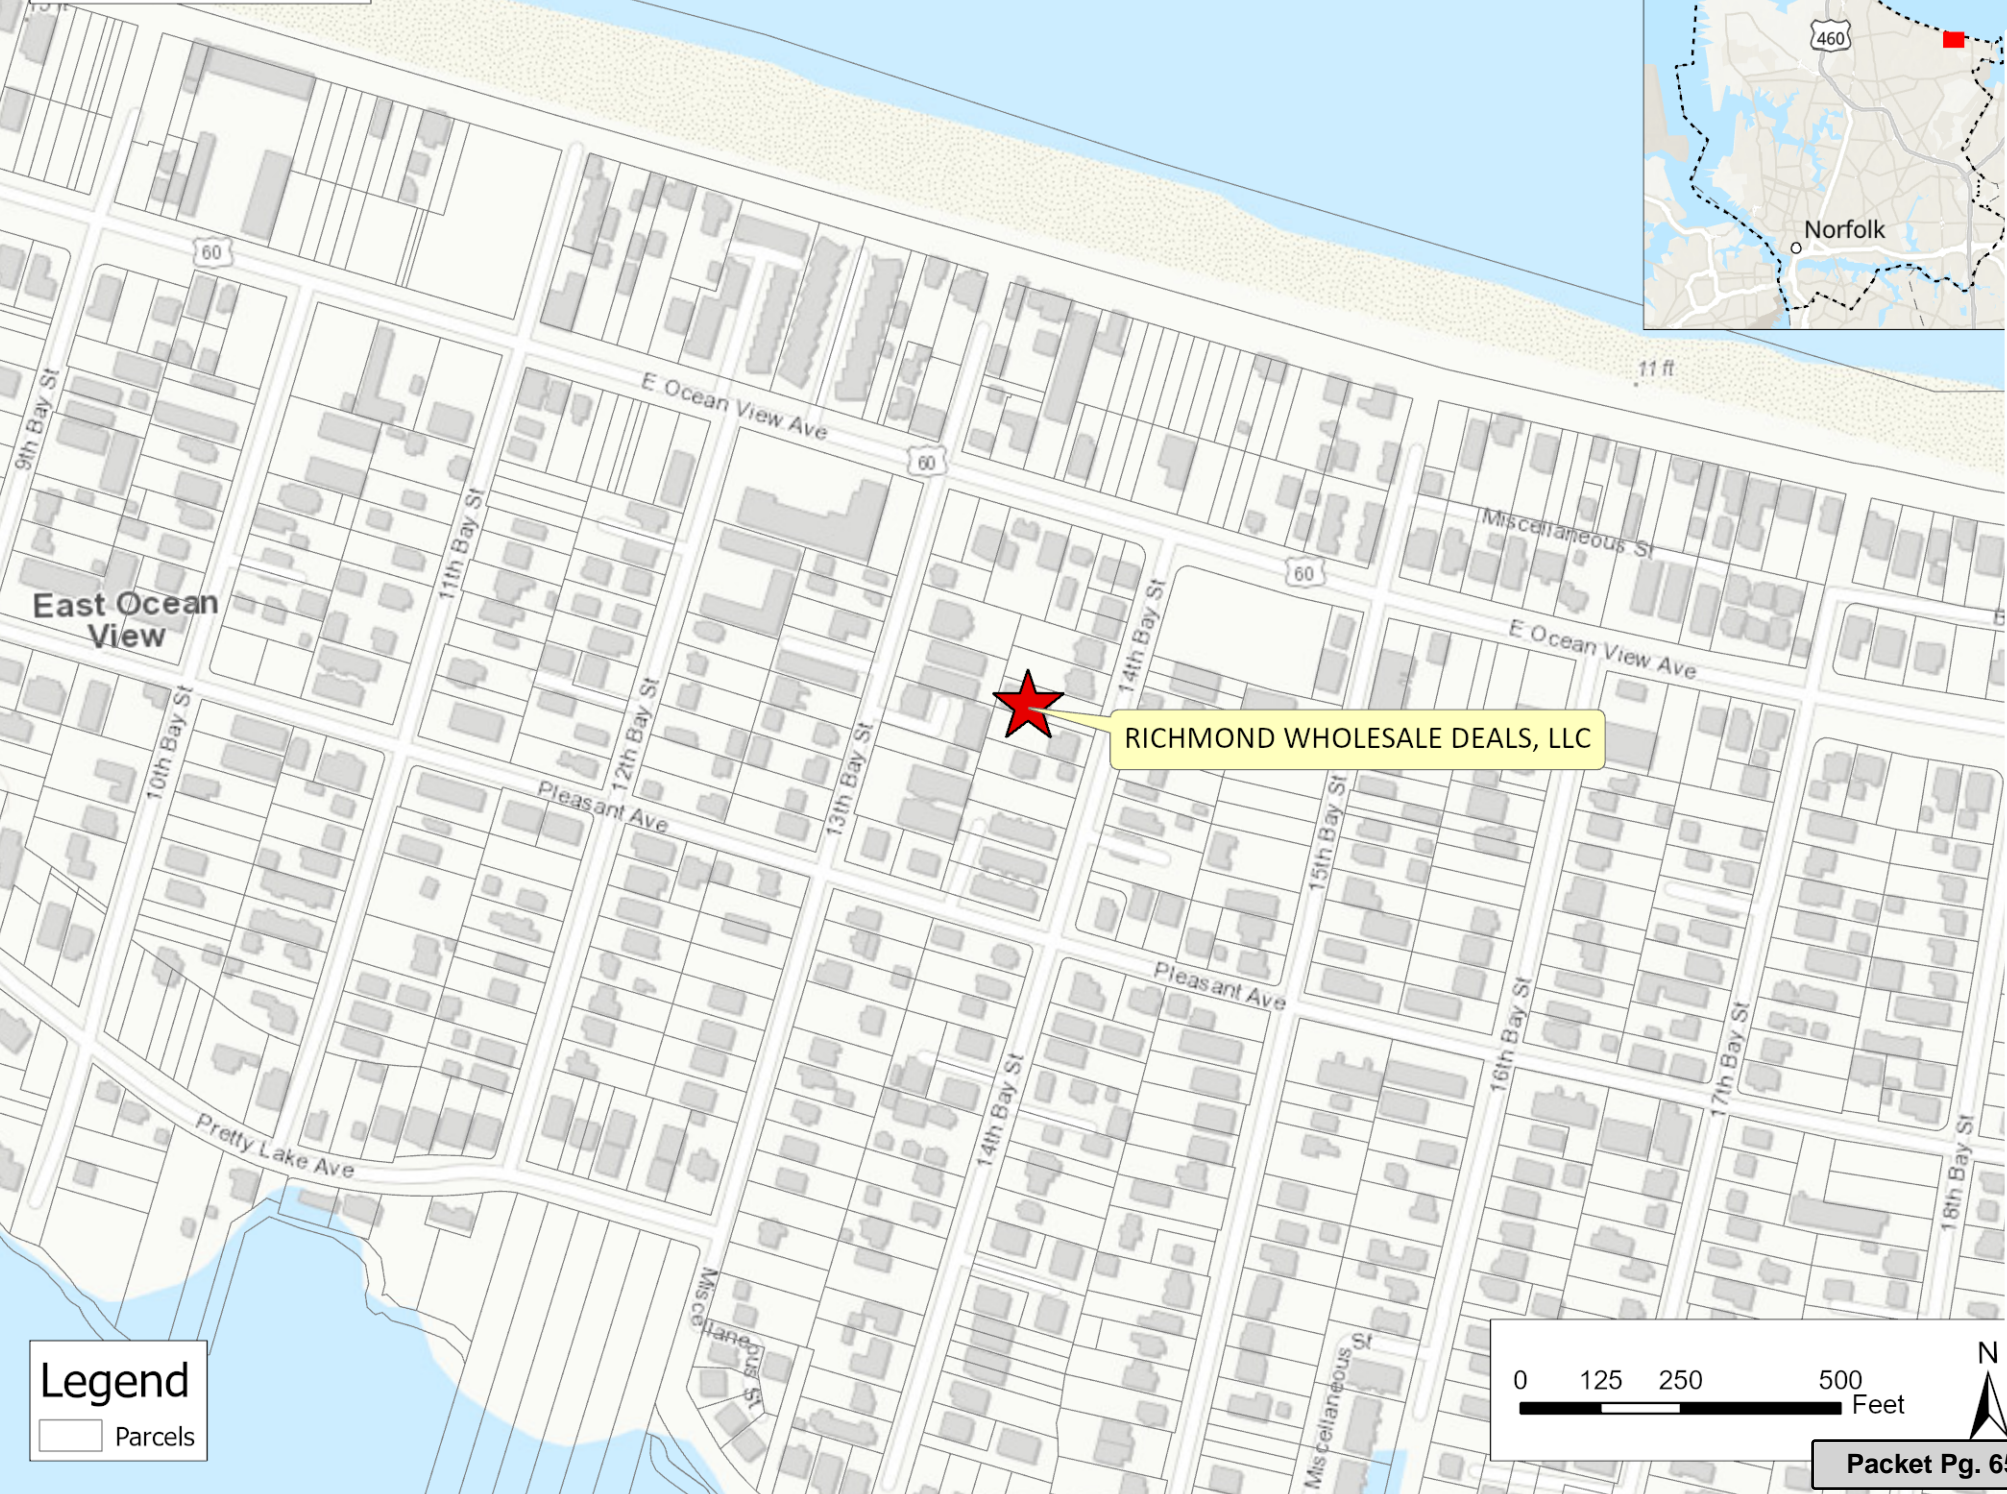 460
Norfolk
60
11 ft
E Ocean View Ave
60
9th Bay St
Miscellaneous St
11th Bay St
60
East Ocean
View
14th Bay St
E Ocean View Ave
10th Bay St
12th Bay St
RICHMOND WHOLESALE DEALS, LLC
13th Bay St
Pleasant Ave
15th Bay St
Pleasant Ave
16th Bay St
17th Bay St
14th Bay St
Pretty Lake Ave
18th Bay St
Miscellaneous St
Miscellaneous St
Legend
Parcels
0 125 250 500
Feet
N
Packet Pg. 65